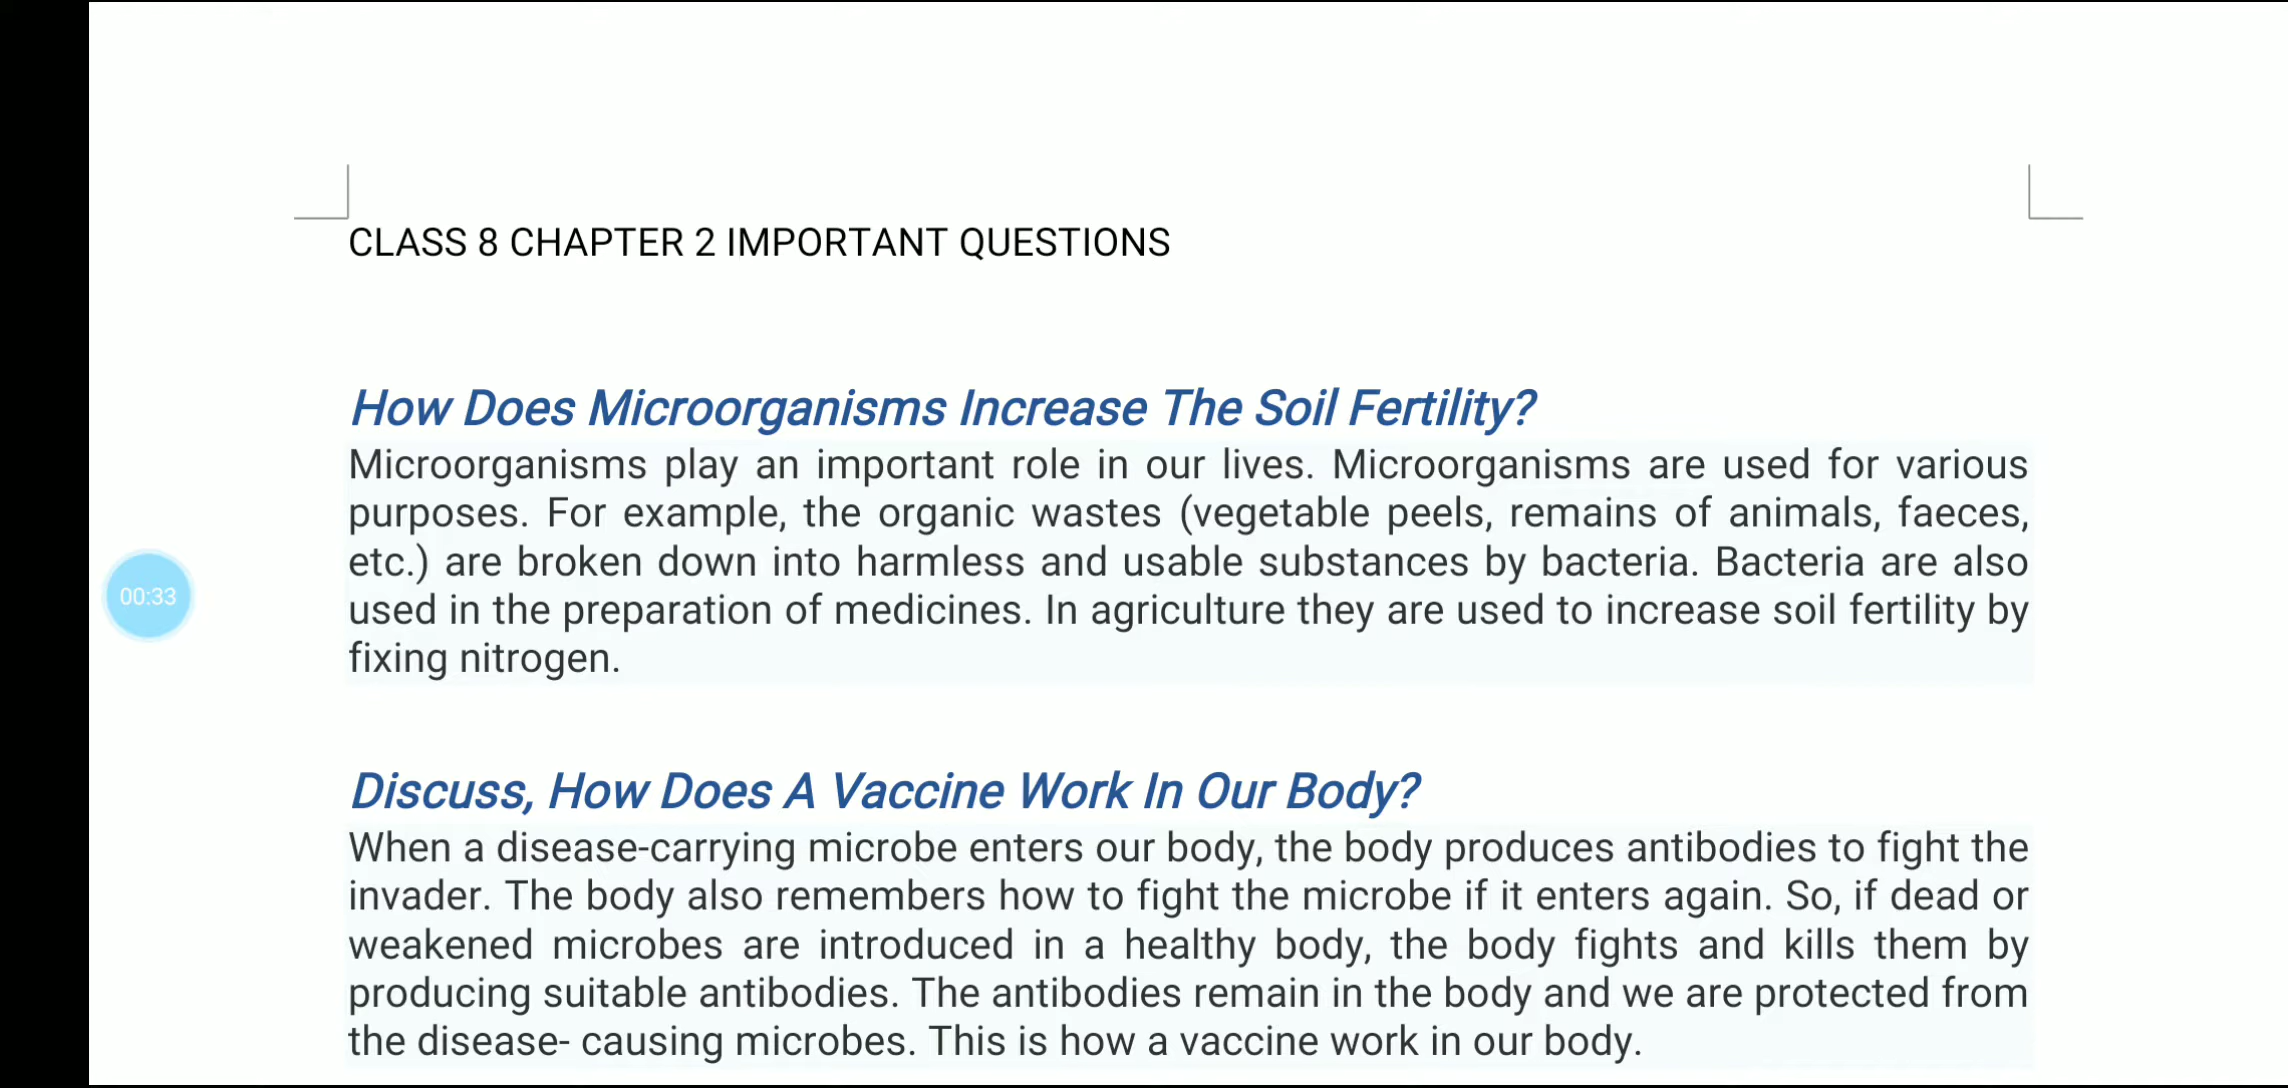 CLASS 8 CHAPTER 2 IMPORTANT QUESTIONS
How Does Microorganisms Increase The Soil Fertility?
Microorganisms play an important role in our lives. Microorganisms are used for various
purposes. For example, the organic wastes (vegetable peels, remains of animals, faeces,
etc.) are broken down into harmless and usable substances by bacteria. Bacteria are also
00:33
used in the preparation of medicines. In agriculture they are used to increase soil fertility by
fixing nitrogen.
Discuss, How Does A Vaccine Work In Our Body?
When a disease-carrying microbe enters our body, the body produces antibodies to fight the
invader. The body also remembers how to fight the microbe if it enters again. So, if dead or
weakened microbes are introduced in a healthy body, the body fights and kills them by
producing suitable antibodies. The antibodies remain in the body and we are protected from
the disease- causing microbes. This is how a vaccine work in our body.